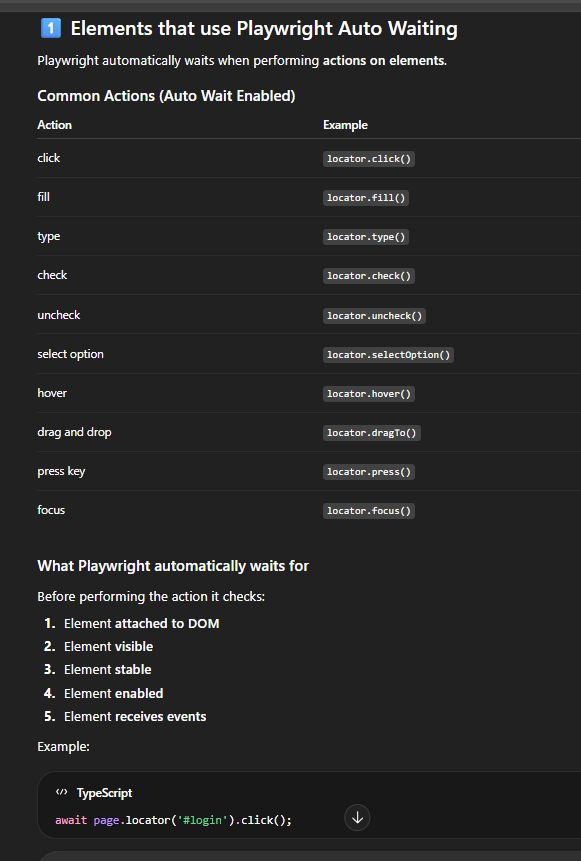 1 Elements that use Playwright Auto Waiting
Playwright automatically waits when performing actions on elements.
Common Actions (Auto Wait Enabled)
Action Example
click locator.click()
fill locator.fill()
type locator.type()
check locator.check()
uncheck locator.uncheck()
select option locator.selectOption()
hover locator.hover()
drag and drop locator.dragTo()
press key locator.press()
focus locator.focus()
What Playwright automatically waits for
Before performing the action it checks:
1. Element attached to DOM
2. Element visible
3. Element stable
4. Element enabled
5. Element receives events
Example:
</> TypeScript
await page.locator('#login').click();